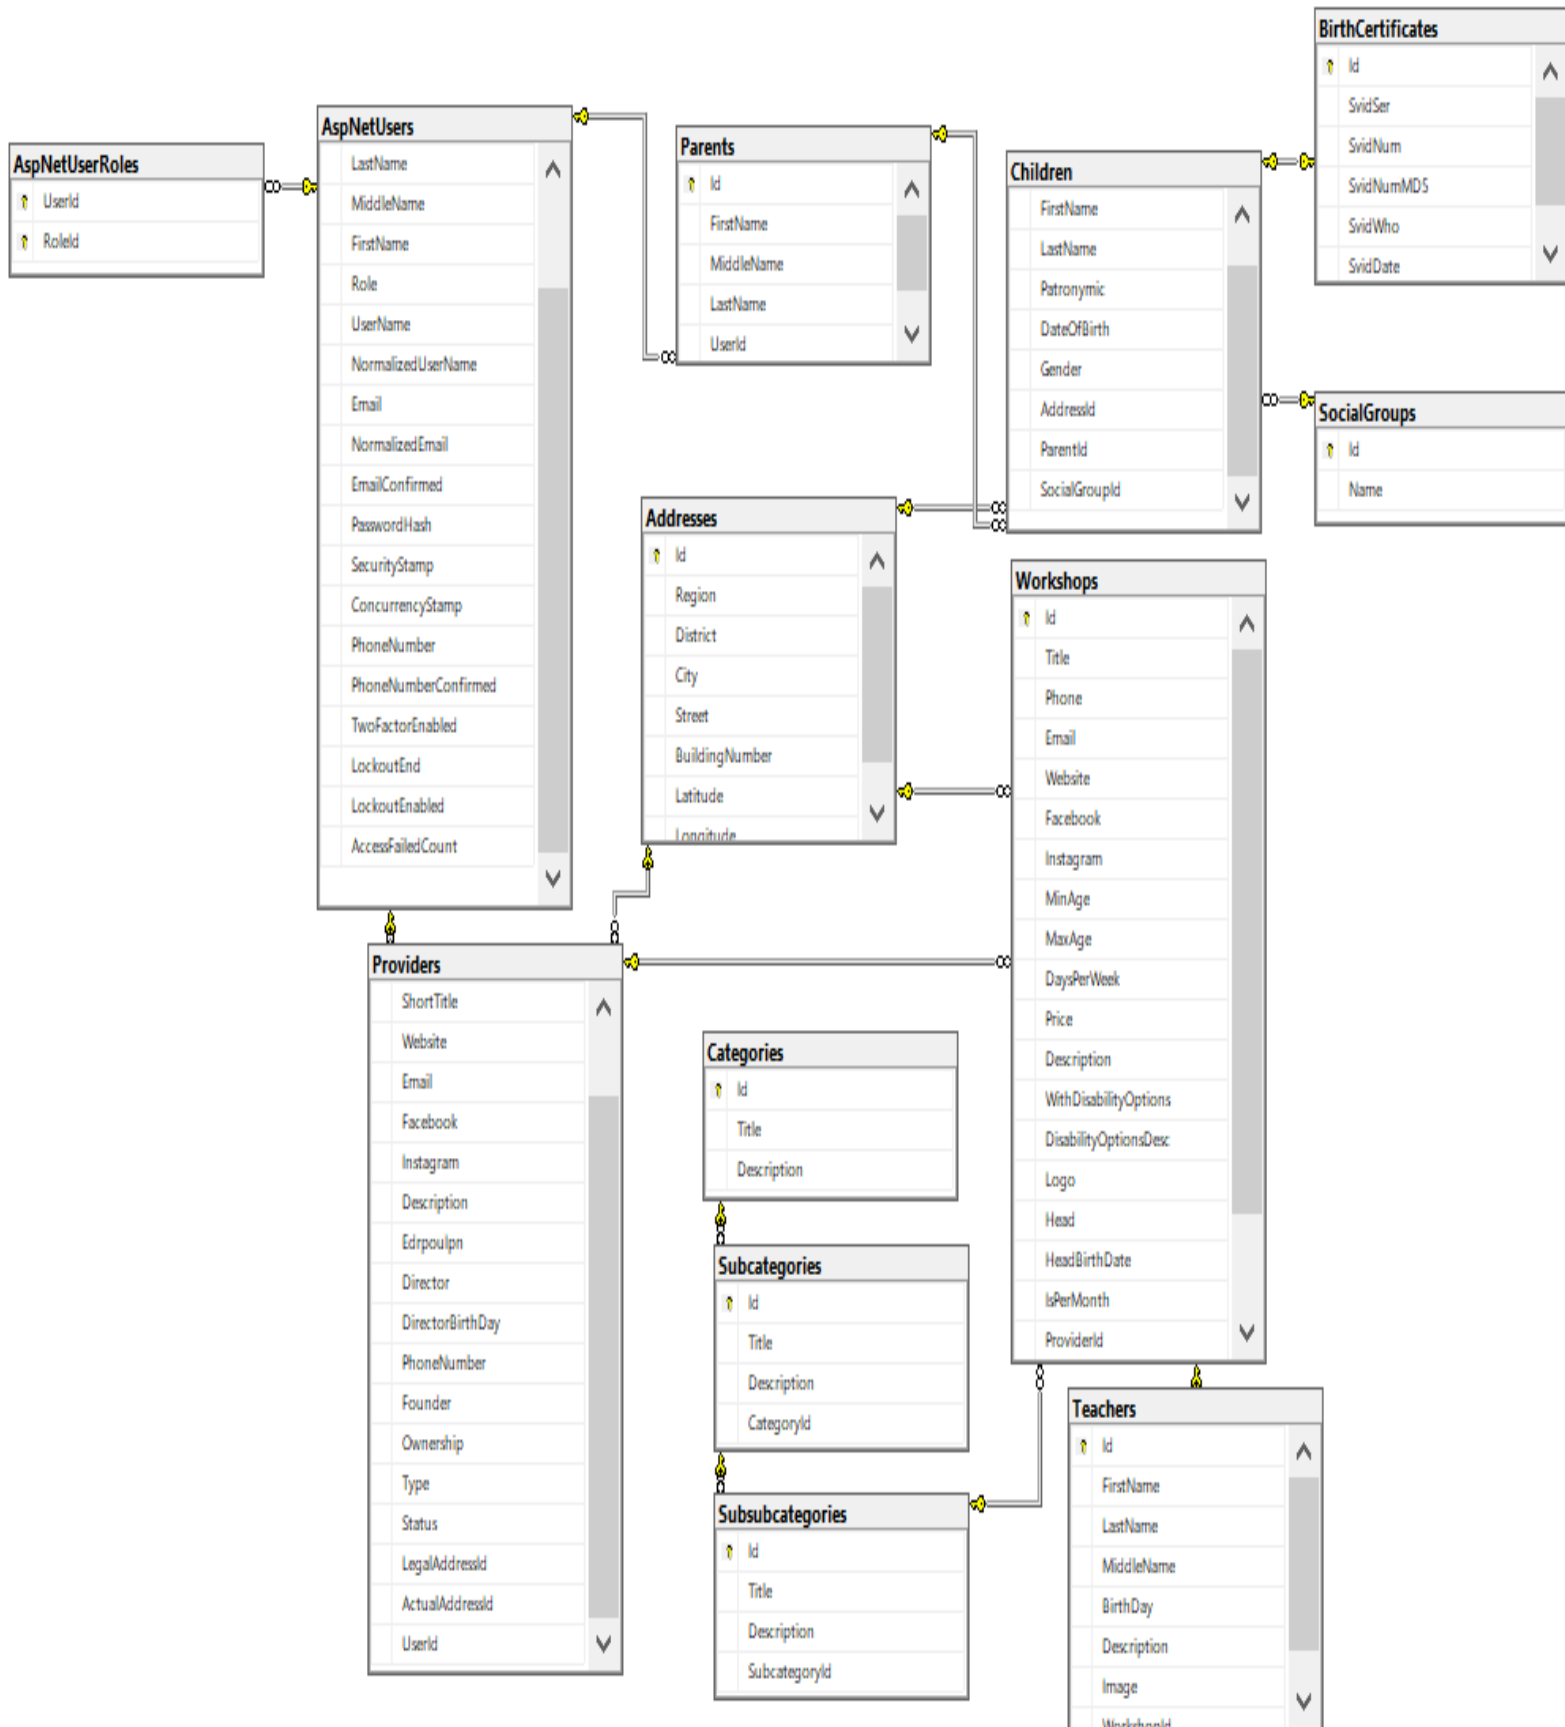 AspNetUserRoles
UserId
RoleId
AspNetUsers
LastName
MiddleName
FirstName
Role
UserName
NormalizedUserName
Email
NormalizedEmail
EmailConfirmed
PasswordHash
SecurityStamp
ConcurrencyStamp
PhoneNumber
PhoneNumberConfirmed
TwoFactorEnabled
LockoutEnd
LockoutEnabled
AccessFailedCount
Parents
Id
FirstName
MiddleName
LastName
UserId
Children
FirstName
LastName
Patronymic
DateOfBirth
Gender
AddressId
ParentId
SocialGroupId
BirthCertificates
Id
SvidSer
SvidNum
SvidNumMD5
SvidWho
SvidDate
SocialGroups
Id
Name
Addresses
Id
Region
District
City
Street
BuildingNumber
Latitude
Longitude
Workshops
Id
Title
Phone
Email
Website
Facebook
Instagram
MinAge
MaxAge
DaysPerWeek
Price
Description
WithDisabilityOptions
DisabilityOptionsDesc
Logo
Head
HeadBirthDate
IsPerMonth
ProviderId
Providers
ShortTitle
Website
Email
Facebook
Instagram
Description
EdrpouIpn
Director
DirectorBirthDay
PhoneNumber
Founder
Ownership
Type
Status
LegalAddressId
ActualAddressId
UserId
Categories
Id
Title
Description
Subcategories
Id
Title
Description
CategoryId
Subsubcategories
Id
Title
Description
SubcategoryId
Teachers
Id
FirstName
LastName
MiddleName
BirthDay
Description
Image
WorkshopId